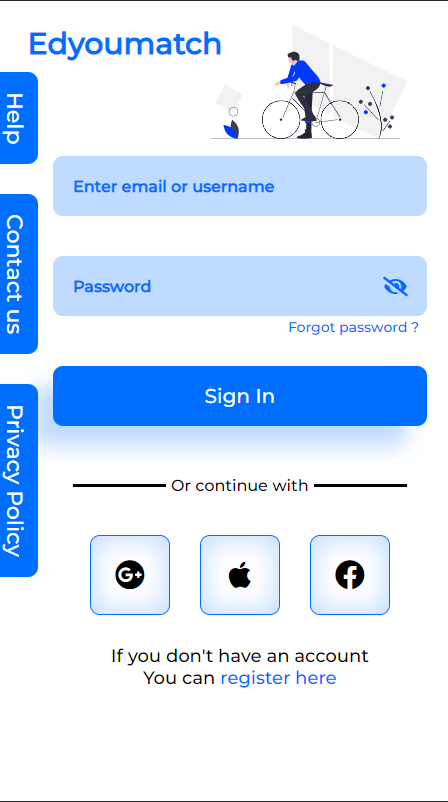 Edyoumatch
Help
Contact us
Privacy Policy
Enter email or username
Password
Forgot password ?
Sign In
Or continue with
G+
If you don't have an account
You can register here